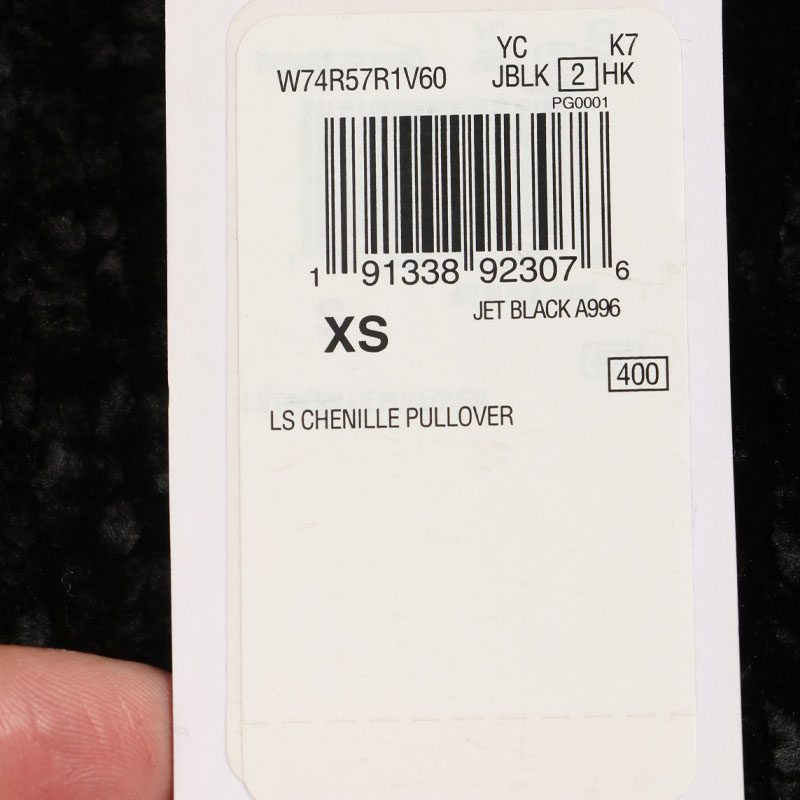 YC K7
W74R57R1V60 JBLK 2 HK
PG0001
1 91338 92307 6
JET BLACK A996
XS
400
LS CHENILLE PULLOVER